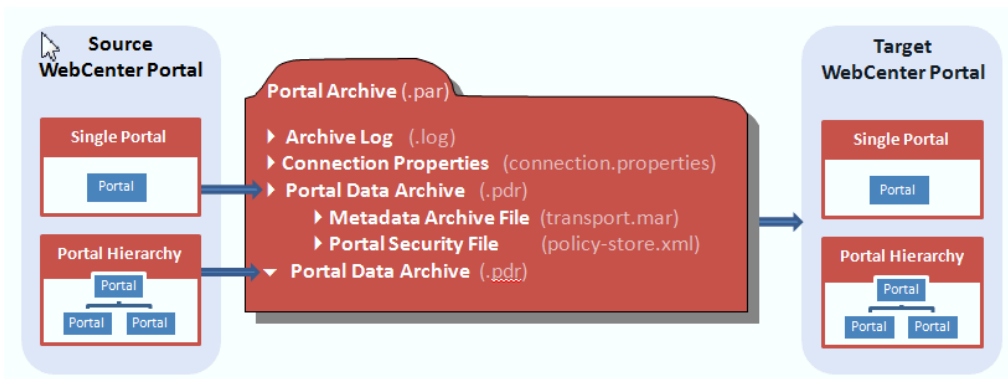 Source
WebCenter Portal
Single Portal
Portal
Portal Hierarchy
Portal
Portal Portal
Portal Archive (.par)
Archive Log (.log)
Connection Properties (connection.properties)
Portal Data Archive (.pdr)
Metadata Archive File (transport.mar)
Portal Security File (policy-store.xml)
Portal Data Archive (.pdr)
Target
WebCenter Portal
Single Portal
Portal
Portal Hierarchy
Portal
Portal Portal